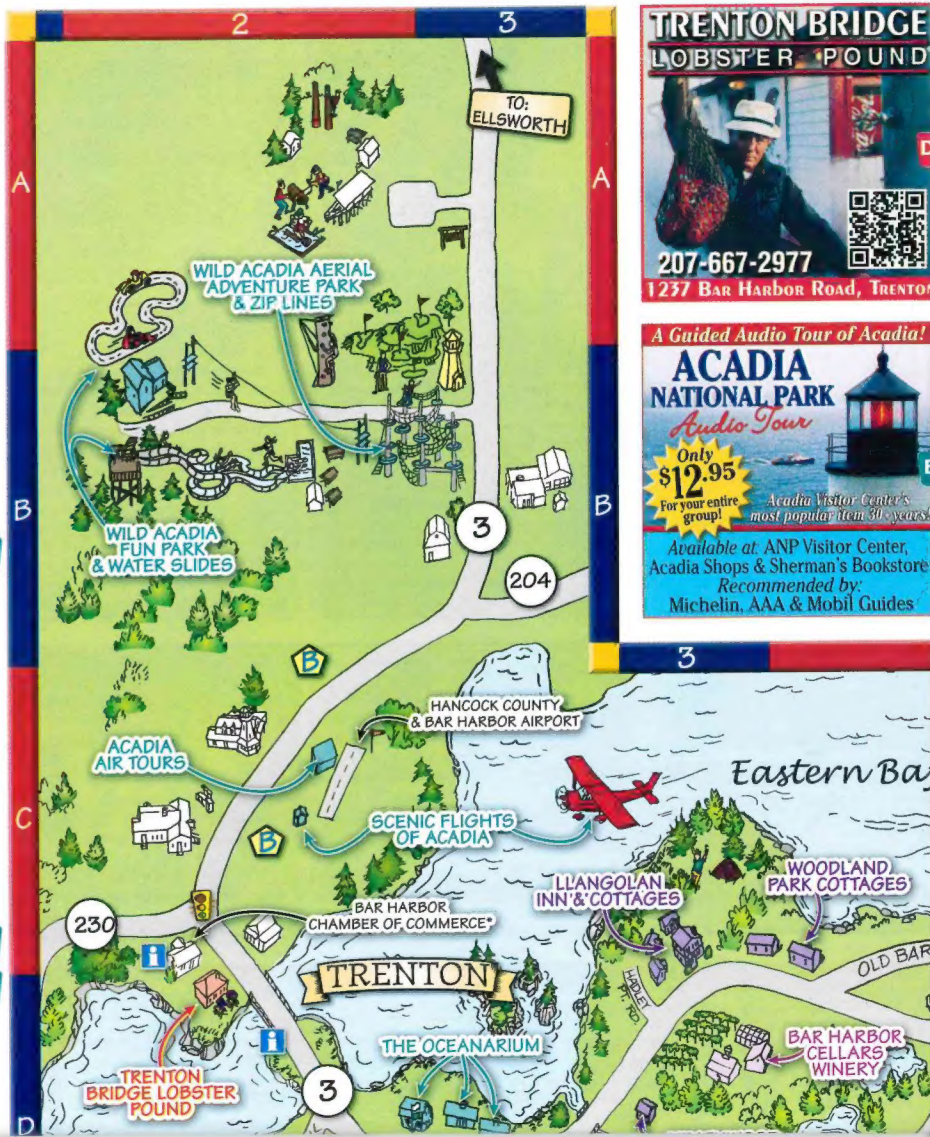 2
3
TO:
ELLSWORTH
A
A
WILD ACADIA AERIAL
ADVENTURE PARK
& ZIP LINES
B
B
WILD ACADIA
FUN PARK
& WATER SLIDES
3
204
B
3
HANCOCK COUNTY
& BAR HARBOR AIRPORT
ACADIA
AIR TOURS
Eastern Ba
C
SCENIC FLIGHTS
OF ACADIA
B
LLANGOLAN
INN & COTTAGES
WOODLAND
PARK COTTAGES
230
BAR HARBOR
CHAMBER OF COMMERCE*
i
TRENTON
HADLEY
PT. RD
OLD BAR
i
THE OCEANARIUM
BAR HARBOR
CELLARS
WINERY
TRENTON
BRIDGE LOBSTER
POUND
3
D
TRENTON BRIDGE
LOBSTER POUND
D
207-667-2977
1237 BAR HARBOR ROAD, TRENTON
A Guided Audio Tour of Acadia!
ACADIA
NATIONAL PARK
Audio Tour
Only
$12.95
For your entire
group!
Acadia Visitor Center's
most popular item 30+ years!
Available at: ANP Visitor Center,
Acadia Shops & Sherman's Bookstore
Recommended by:
Michelin, AAA & Mobil Guides